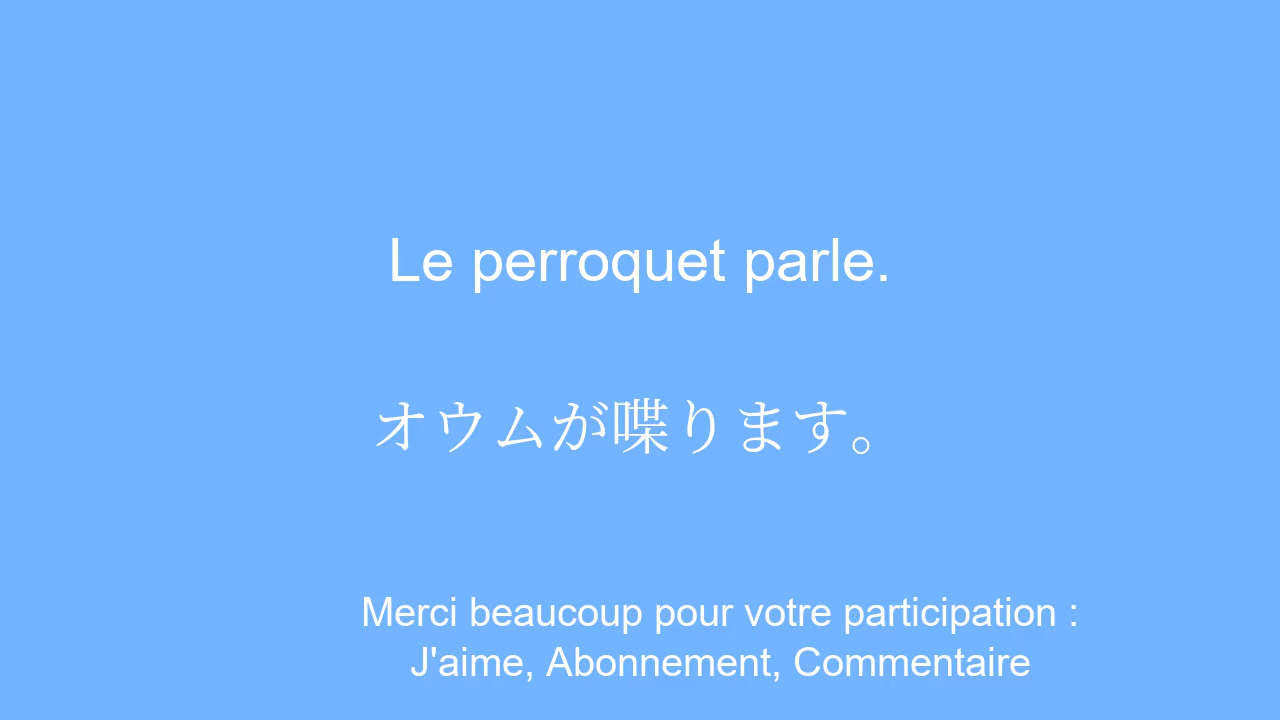 Le perroquet parle.
オウムが喋ります。
Merci beaucoup pour votre participation :
J'aime, Abonnement, Commentaire